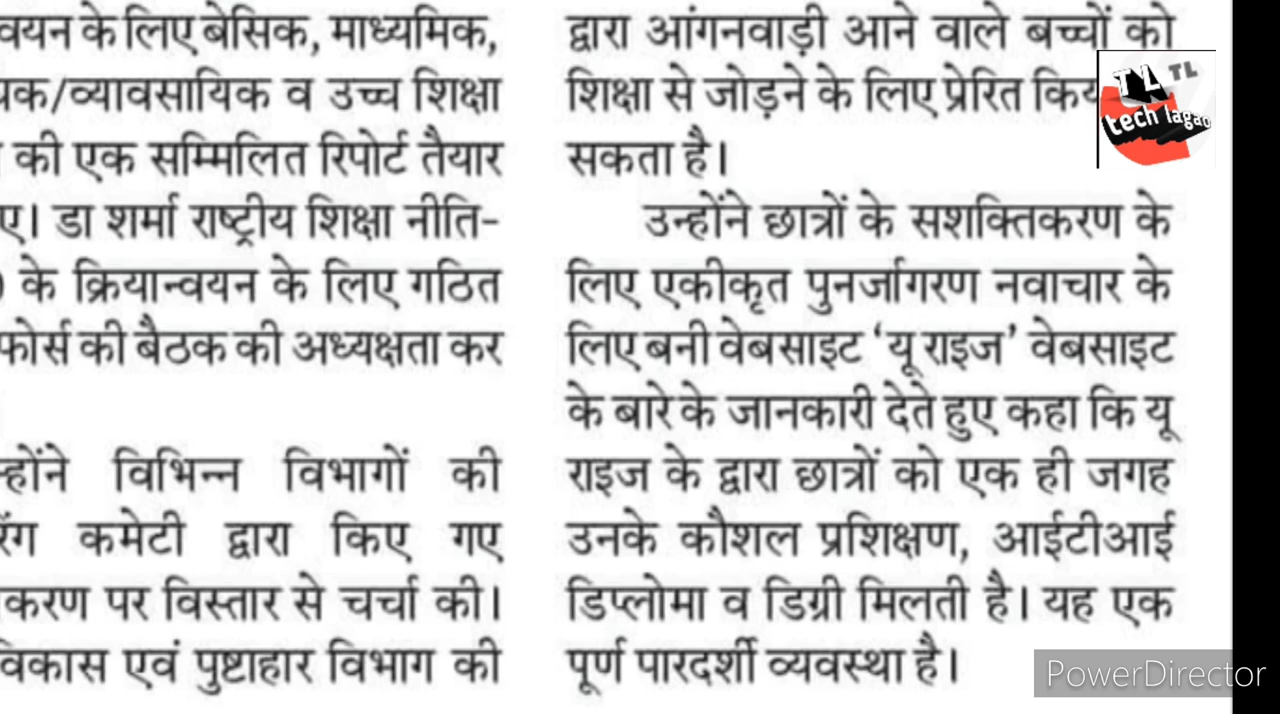 के लिए बेसिक, माध्यमिक,
व्यावसायिक व उच्च शिक्षा
की एक सम्मिलित रिपोर्ट तैयार
डा शर्मा राष्ट्रीय शिक्षा नीति-
के क्रियान्वयन के लिए गठित
फोर्स की बैठक की अध्यक्षता कर
विभिन्न विभागों की
कमेटी द्वारा किए गए
करण पर विस्तार से चर्चा की।
विकास एवं पुष्टाहार विभाग की
द्वारा आंगनवाड़ी आने वाले बच्चों को
शिक्षा से जोड़ने के लिए प्रेरित
सकता है।
उन्होंने छात्रों के सशक्तिकरण के
लिए एकीकृत पुनर्जागरण नवाचार के
लिए बनी वेबसाइट ‘यू राइज’ वेबसाइट
के बारे के जानकारी देते हुए कहा कि यू
राइज के द्वारा छात्रों को एक ही जगह
उनके कौशल प्रशिक्षण, आईटीआई
डिप्लोमा व डिग्री मिलती है। यह एक
पूर्ण पारदर्शी व्यवस्था है।
TL TL
tech lagao
PowerDirector